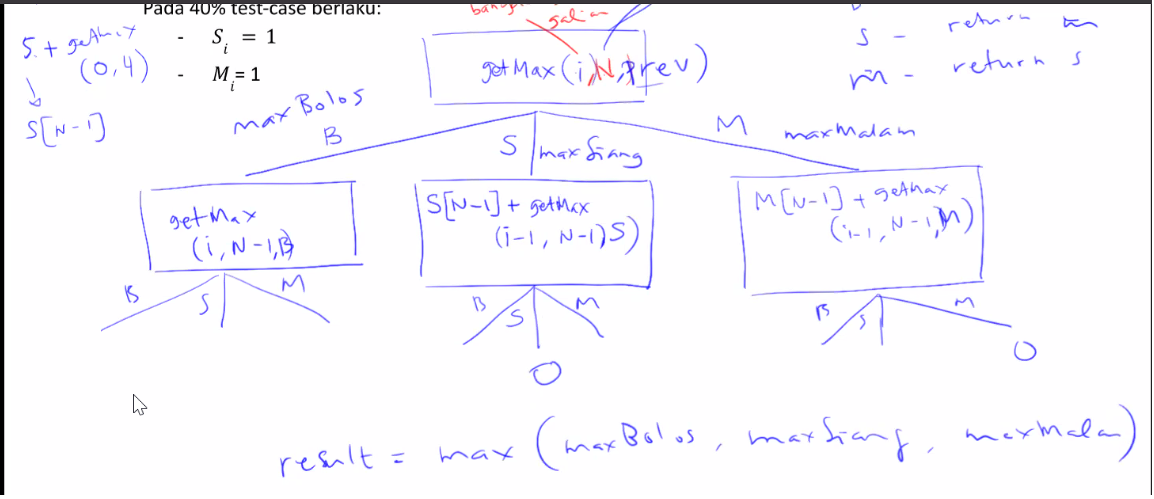 Pada 40% test-case berlaku:
- S_i = 1
- M_i = 1
S + getMax
(0,4)
S[N-1]
galian
getMax(i,N,Prev)
S - return m
m - return S
maxBolos
B
S
maxSiang
M
maxMalam
getMax
(i, N-1,B)
S[N-1] + getMax
(i-1, N-1,S)
M[N-1] + getMax
(i-1, N-1,M)
B S M
B S M
B S M
O
O
result = max (maxBolos, maxSiang, maxMalam)